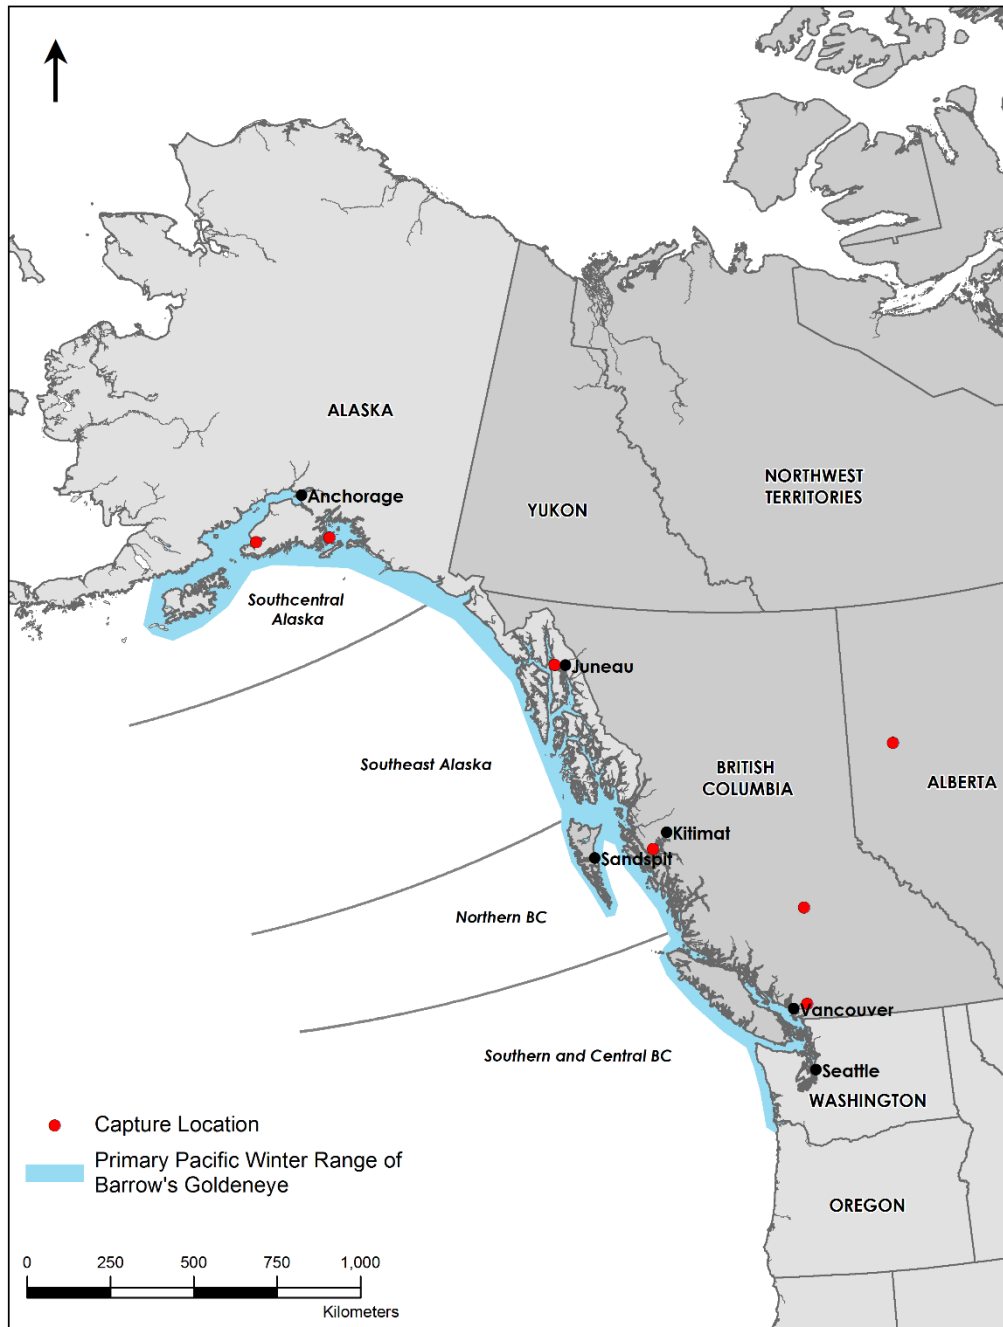 ALASKA
NORTHWEST
TERRITORIES
Anchorage
YUKON
Southcentral
Alaska
Juneau
Southeast Alaska
BRITISH
COLUMBIA
ALBERTA
Kitimat
Sandspit
Northern BC
Vancouver
Southern and Central BC
Seattle
WASHINGTON
Capture Location
Primary Pacific Winter Range of
Barrow's Goldeneye
OREGON
0 250 500 750 1,000
Kilometers